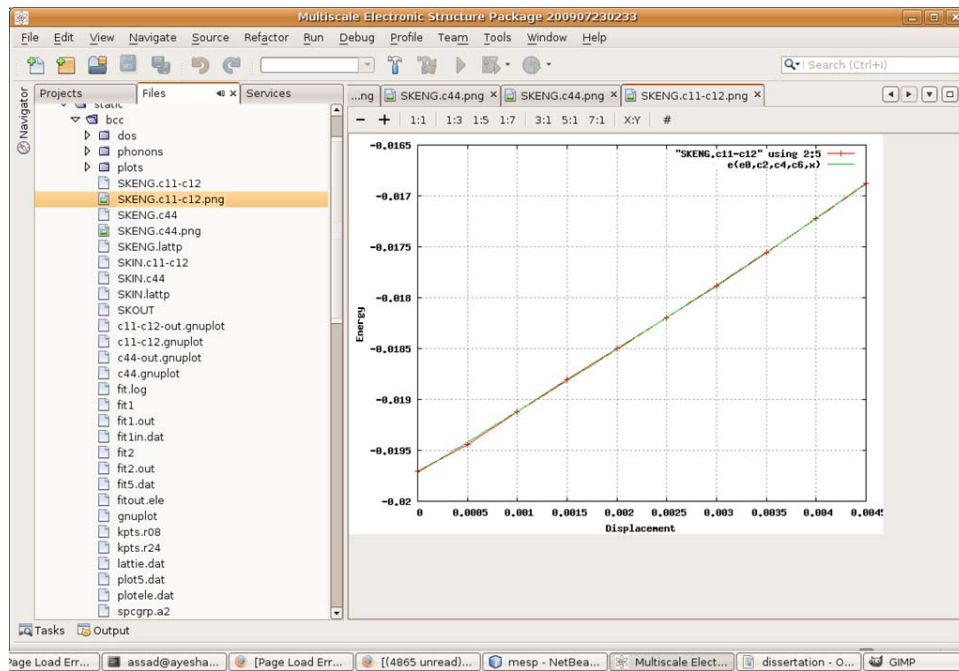 Multiscale Electronic Structure Package 200907230233
File Edit View Navigate Source Refactor Run Debug Profile Team Tools Window Help
Search (Ctrl+I)
Navigator
Projects Files Services
static
bcc
dos
phonons
plots
SKENG.c11-c12
SKENG.c11-c12.png
SKENG.c44
SKENG.c44.png
SKENG.lattp
SKIN.c11-c12
SKIN.c44
SKIN.lattp
SKOUT
c11-c12-out.gnuplot
c11-c12.gnuplot
c44-out.gnuplot
c44.gnuplot
fit.log
fit1
fit1.out
fit1in.dat
fit2
fit2.out
fit5.dat
fitout.ele
gnuplot
kpts.r08
kpts.r24
lattie.dat
plot5.dat
plotele.dat
spcgrp.a2
...ng SKENG.c44.png SKENG.c44.png SKENG.c11-c12.png
1:1 1:3 1:5 1:7 3:1 5:1 7:1 X:Y #
"SKENG.c11-c12" using 2:5
e(e0,c2,c4,c6,x)
-0.0165
-0.017
-0.0175
-0.018
-0.0185
-0.019
-0.0195
-0.02
Energy
0 0.0005 0.001 0.0015 0.002 0.0025 0.003 0.0035 0.004 0.0045
Displacement
Tasks Output
Page Load Err... assad@ayesha... [Page Load Err... [(4865 unread)... mesp - NetBea... Multiscale Elect... dissertation - O... GIMP